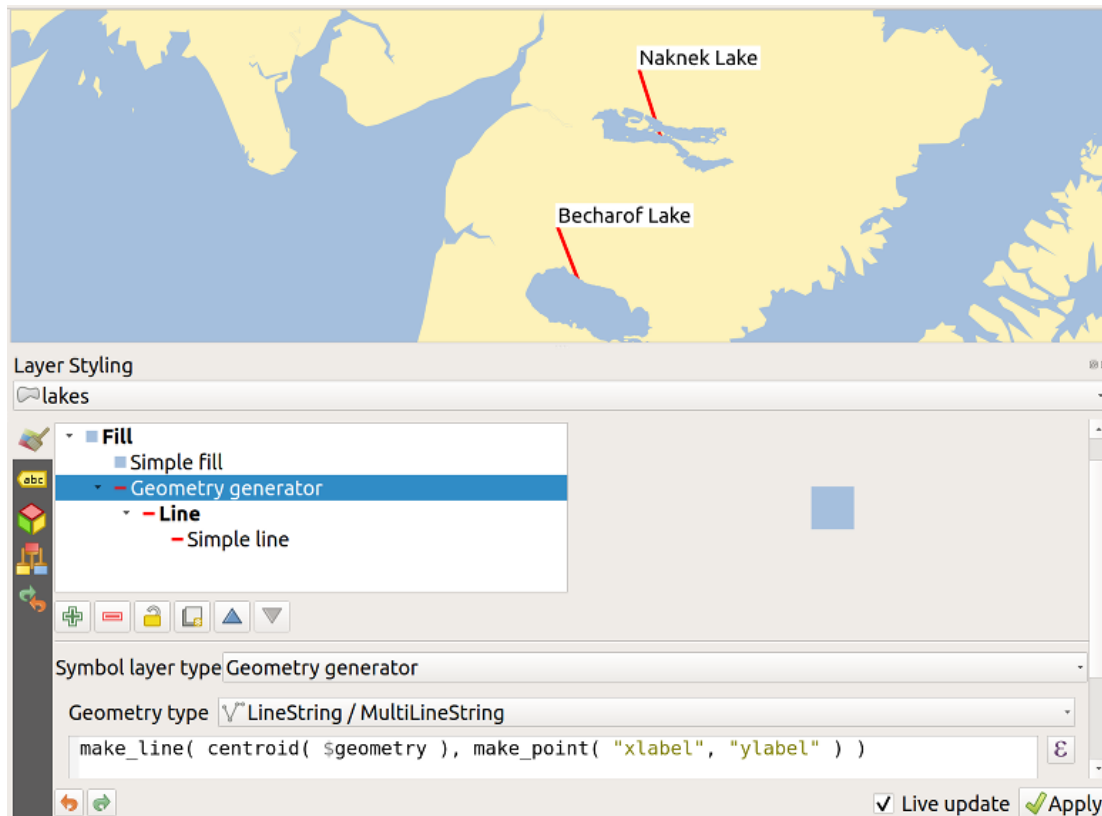 Naknek Lake
Becharof Lake
Layer Styling
lakes
abc
Fill
Simple fill
Geometry generator
Line
Simple line
Symbol layer type Geometry generator
Geometry type LineString / MultiLineString
make_line( centroid( $geometry ), make_point( "xlabel", "ylabel" ) )
ε
Live update Apply